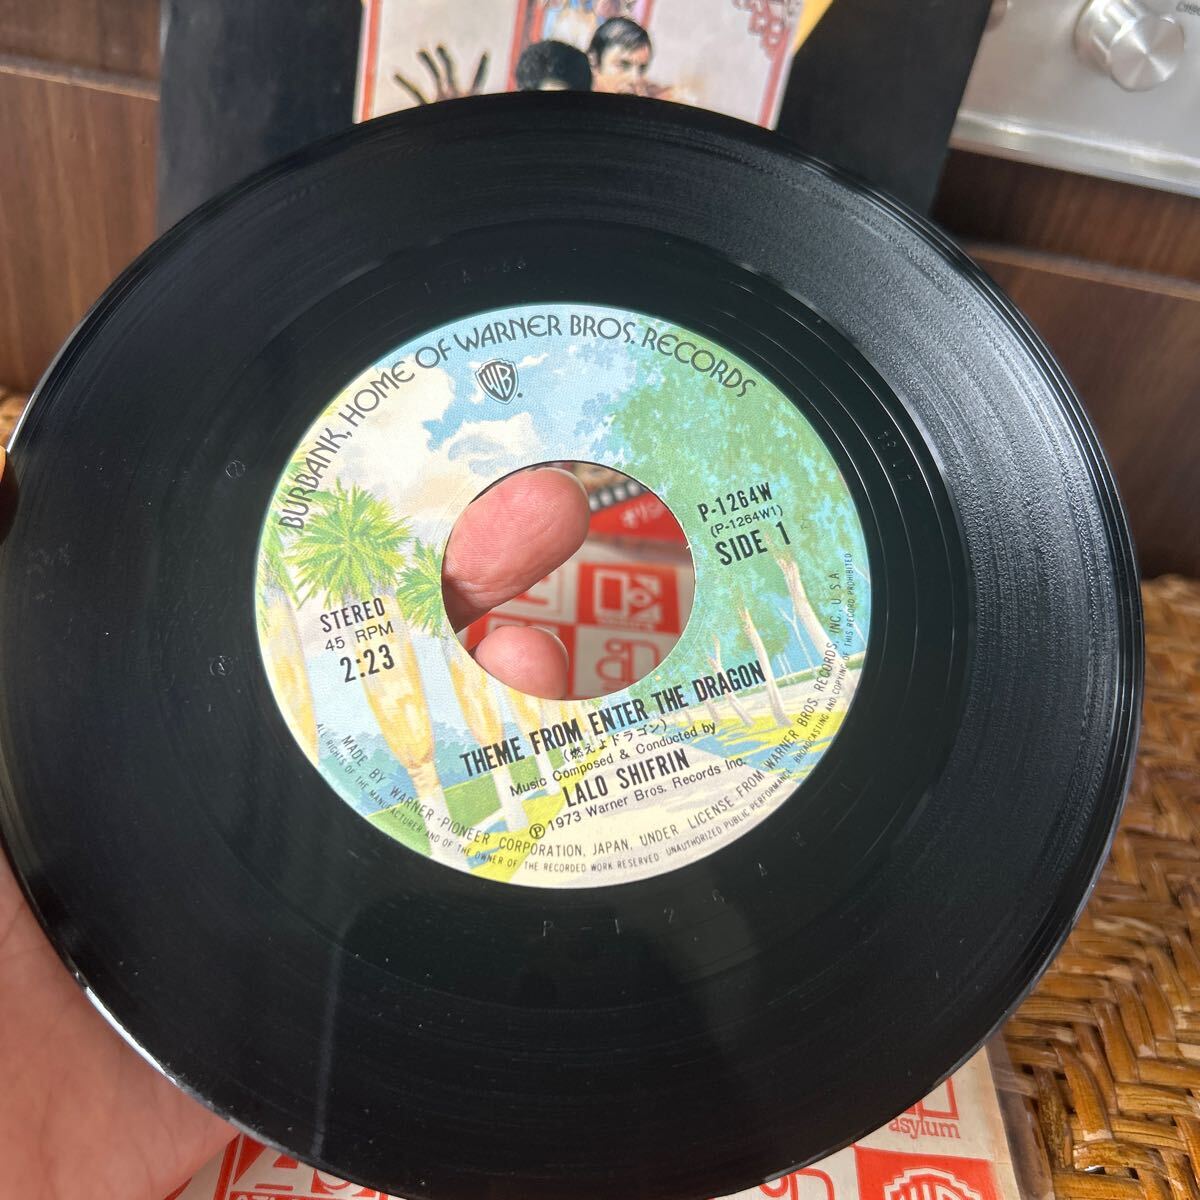 BURBANK, HOME OF WARNER BROS. RECORDS
WB
P-1264W
(P-1264W1)
SIDE 1
STEREO
45 RPM
2:23
THEME FROM ENTER THE DRAGON
(燃えよドラゴン)
Music Composed & Conducted by
LALO SHIFRIN
Ⓟ1973 Warner Bros. Records Inc.
MADE BY WARNER-PIONEER CORPORATION, JAPAN, UNDER LICENSE FROM WARNER BROS. RECORDS, INC, U.S.A
ALL RIGHTS OF THE MANUFACTURER AND OF THE OWNER OF THE RECORDED WORK RESERVED UNAUTHORIZED PUBLIC PERFORMANCE, BROADCASTING AND COPYING OF THIS RECORD PROHIBITED
asylum